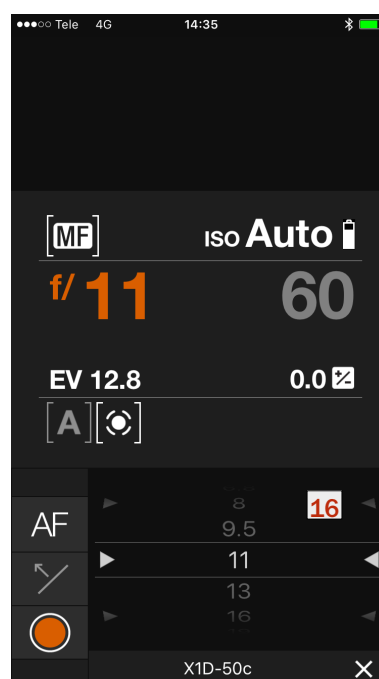 Tele 4G 14:35
MF ISO Auto
f/ 11 60
EV 12.8 0.0
A
8
16
9.5
AF
11
13
16
X1D-50c